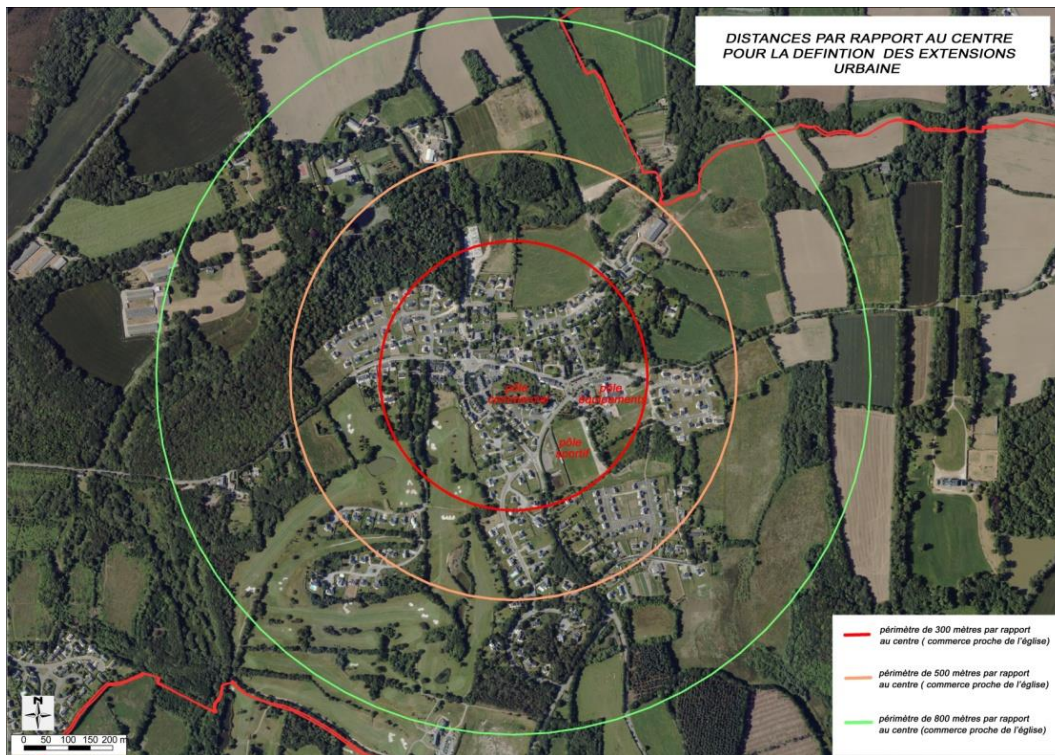 DISTANCES PAR RAPPORT AU CENTRE
POUR LA DEFINTION DES EXTENSIONS
URBAINE
pôle
commercial
pôle
équipement
pôle
sportif
périmètre de 300 mètres par rapport
au centre ( commerce proche de l'église)
périmètre de 500 mètres par rapport
au centre ( commerce proche de l'église)
périmètre de 800 mètres par rapport
au centre (commerce proche de l'église)
N
0 50 100 150 200 m